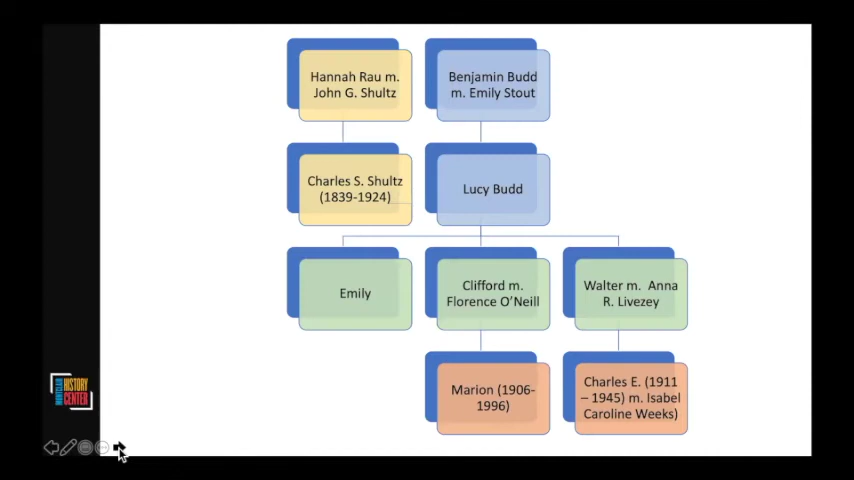 Hannah Rau m.
John G. Shultz
Benjamin Budd
m. Emily Stout
Charles S. Shultz
(1839-1924)
Lucy Budd
Emily
Clifford m.
Florence O'Neill
Walter m. Anna
R. Livezey
Marion (1906-
1996)
Charles E. (1911
– 1945) m. Isabel
Caroline Weeks)
MONTCLAIR
HISTORY
CENTER